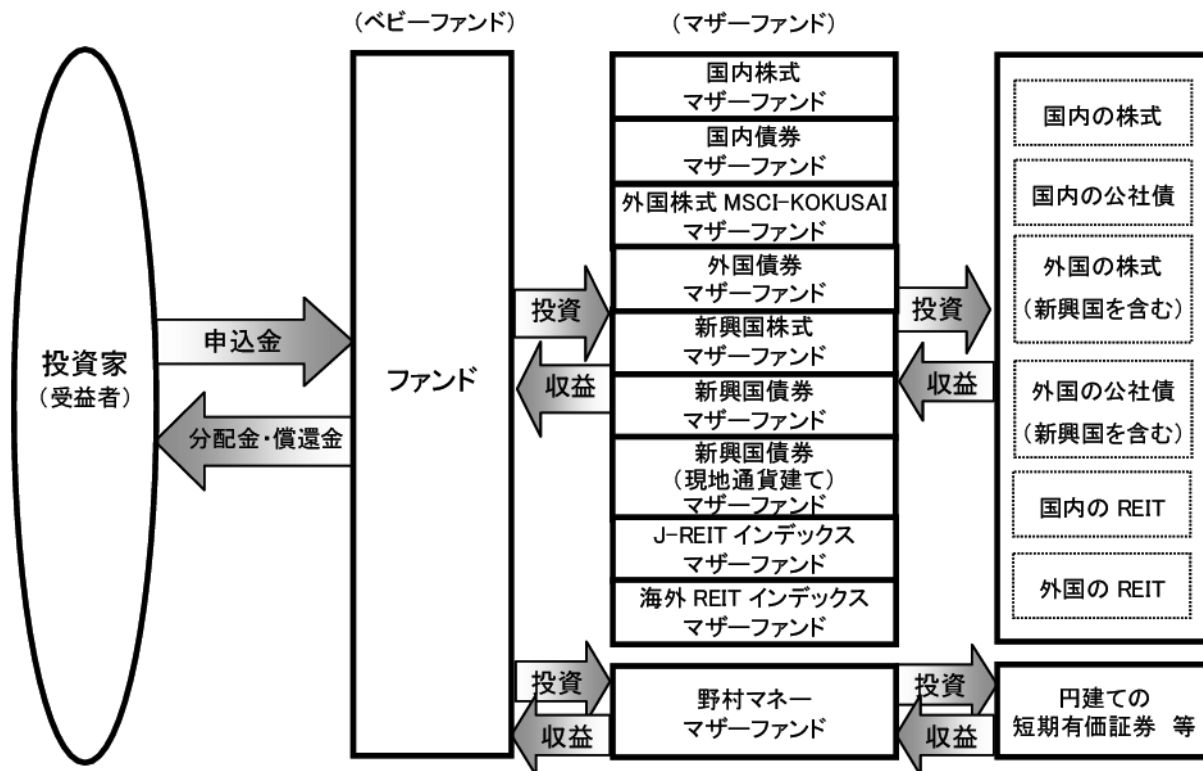 （ベビーファンド）
（マザーファンド）
投資家
（受益者）
申込金
分配金・償還金
ファンド
投資
収益
国内株式
マザーファンド
国内債券
マザーファンド
外国株式 MSCI-KOKUSAI
マザーファンド
外国債券
マザーファンド
新興国株式
マザーファンド
新興国債券
マザーファンド
新興国債券
（現地通貨建て）
マザーファンド
J-REIT インデックス
マザーファンド
海外 REIT インデックス
マザーファンド
投資
収益
国内の株式
国内の公社債
外国の株式
（新興国を含む）
外国の公社債
（新興国を含む）
国内の REIT
外国の REIT
投資
収益
野村マネー
マザーファンド
投資
収益
円建ての
短期有価証券 等